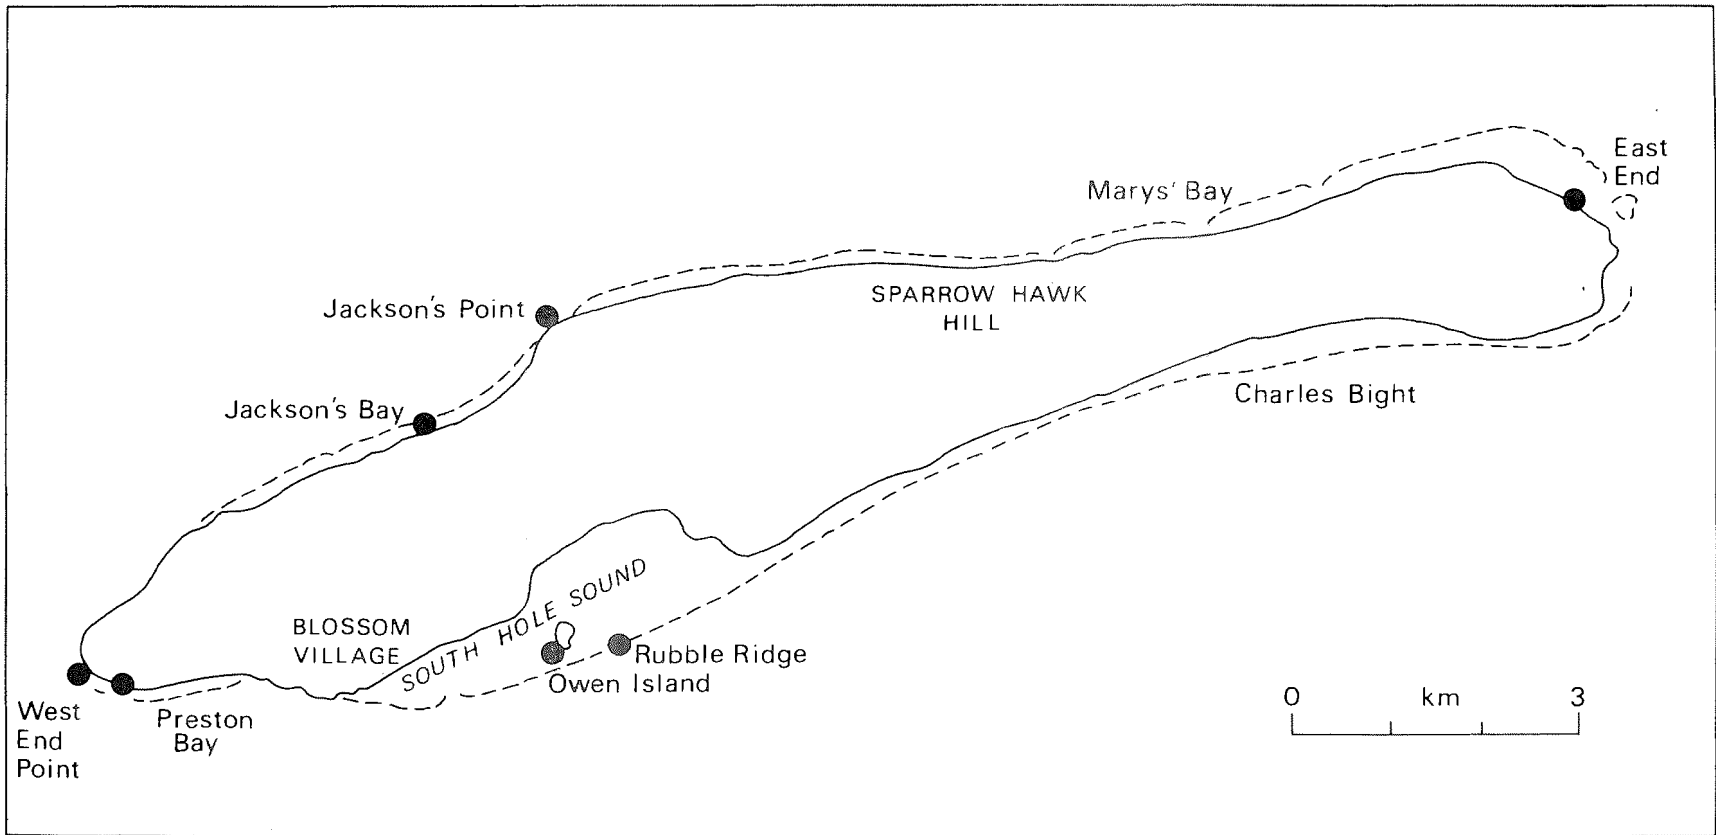 East
End
Marys' Bay
SPARROW HAWK
HILL
Jackson's Point
Charles Bight
Jackson's Bay
SOUTH HOLE SOUND
BLOSSOM
VILLAGE
Rubble Ridge
Owen Island
West
End
Point
Preston
Bay
0 km 3